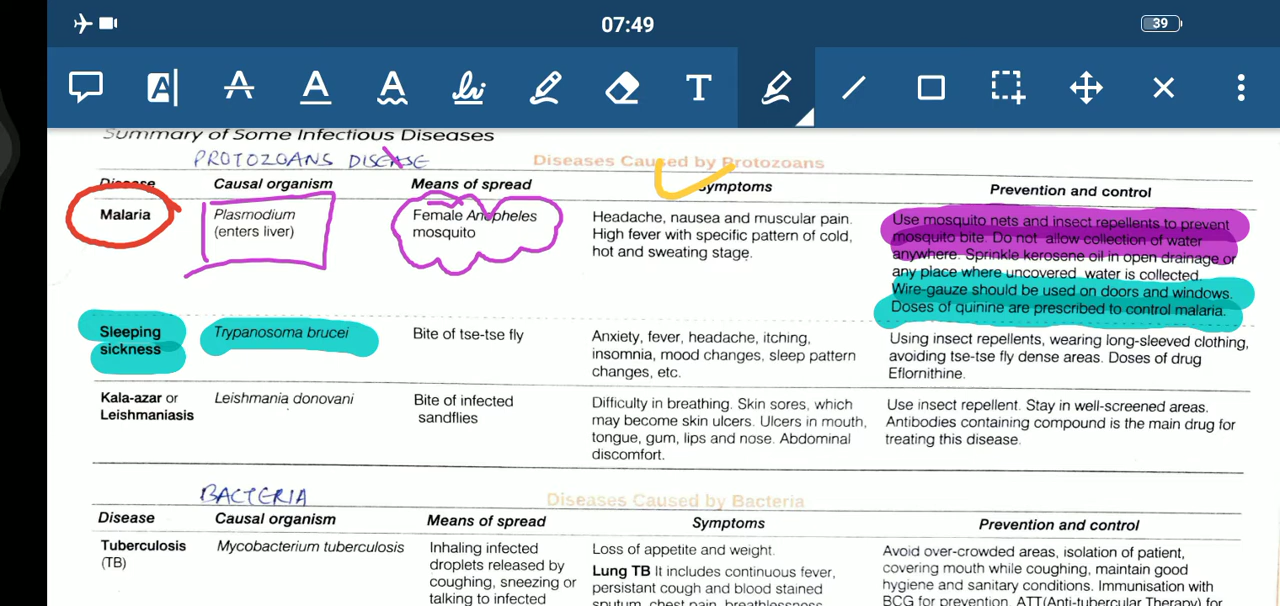 07:49
39
A A A A T
Summary of Some Infectious Diseases
PROTOZOANS DISEASE
Diseases Caused by Protozoans
Disease Causal organism Means of spread Symptoms Prevention and control
Malaria
Plasmodium
(enters liver)
Female Anopheles
mosquito
Headache, nausea and muscular pain.
High fever with specific pattern of cold,
hot and sweating stage.
Use mosquito nets and insect repellents to prevent
mosquito bite. Do not allow collection of water
anywhere. Sprinkle kerosene oil in open drainage or
any place where uncovered water is collected.
Wire-gauze should be used on doors and windows.
Doses of quinine are prescribed to control malaria.
Sleeping
sickness
Trypanosoma brucei
Bite of tse-tse fly
Anxiety, fever, headache, itching,
insomnia, mood changes, sleep pattern
changes, etc.
Using insect repellents, wearing long-sleeved clothing,
avoiding tse-tse fly dense areas. Doses of drug
Eflornithine.
Kala-azar or
Leishmaniasis
Leishmania donovani
Bite of infected
sandflies
Difficulty in breathing. Skin sores, which
may become skin ulcers. Ulcers in mouth,
tongue, gum, lips and nose. Abdominal
discomfort.
Use insect repellent. Stay in well-screened areas.
Antibodies containing compound is the main drug for
treating this disease.
BACTERIA
Diseases Caused by Bacteria
Disease Causal organism Means of spread Symptoms Prevention and control
Tuberculosis
(TB)
Mycobacterium tuberculosis
Inhaling infected
droplets released by
coughing, sneezing or
talking to infected
Loss of appetite and weight.
Lung TB It includes continuous fever,
persistent cough and blood stained
sputum, chest pain, breathlessness
Avoid over-crowded areas, isolation of patient,
covering mouth while coughing, maintain good
hygiene and sanitary conditions. Immunisation with
BCG for prevention. ATT(Anti-tubercular Therapy) for